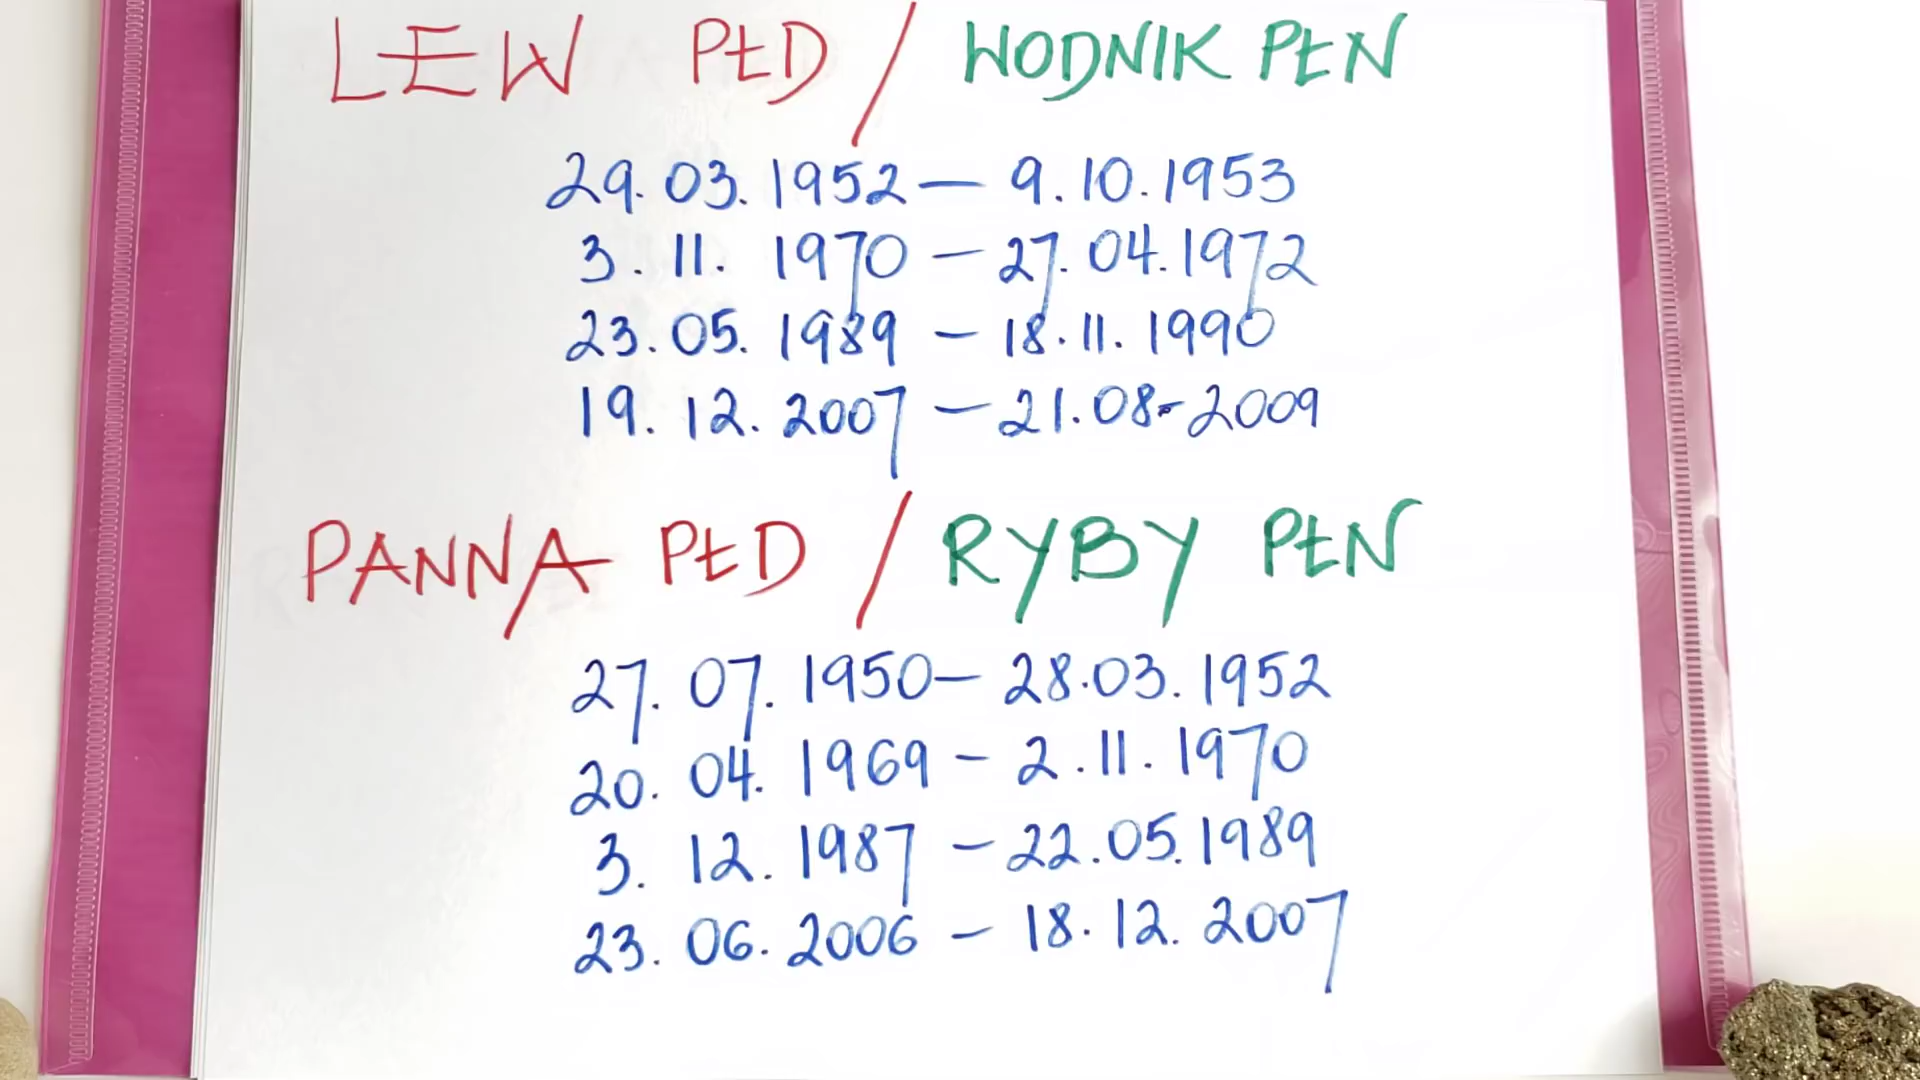 LEW PŁD / WODNIK PŁN
29.03.1952 — 9.10.1953
3.11.1970 — 27.04.1972
23.05.1989 — 18.11.1990
19.12.2007 — 21.08-2009
PANNA PŁD / RYBY PŁN
27.07.1950 — 28.03.1952
20.04.1969 — 2.11.1970
3.12.1987 — 22.05.1989
23.06.2006 — 18.12.2007